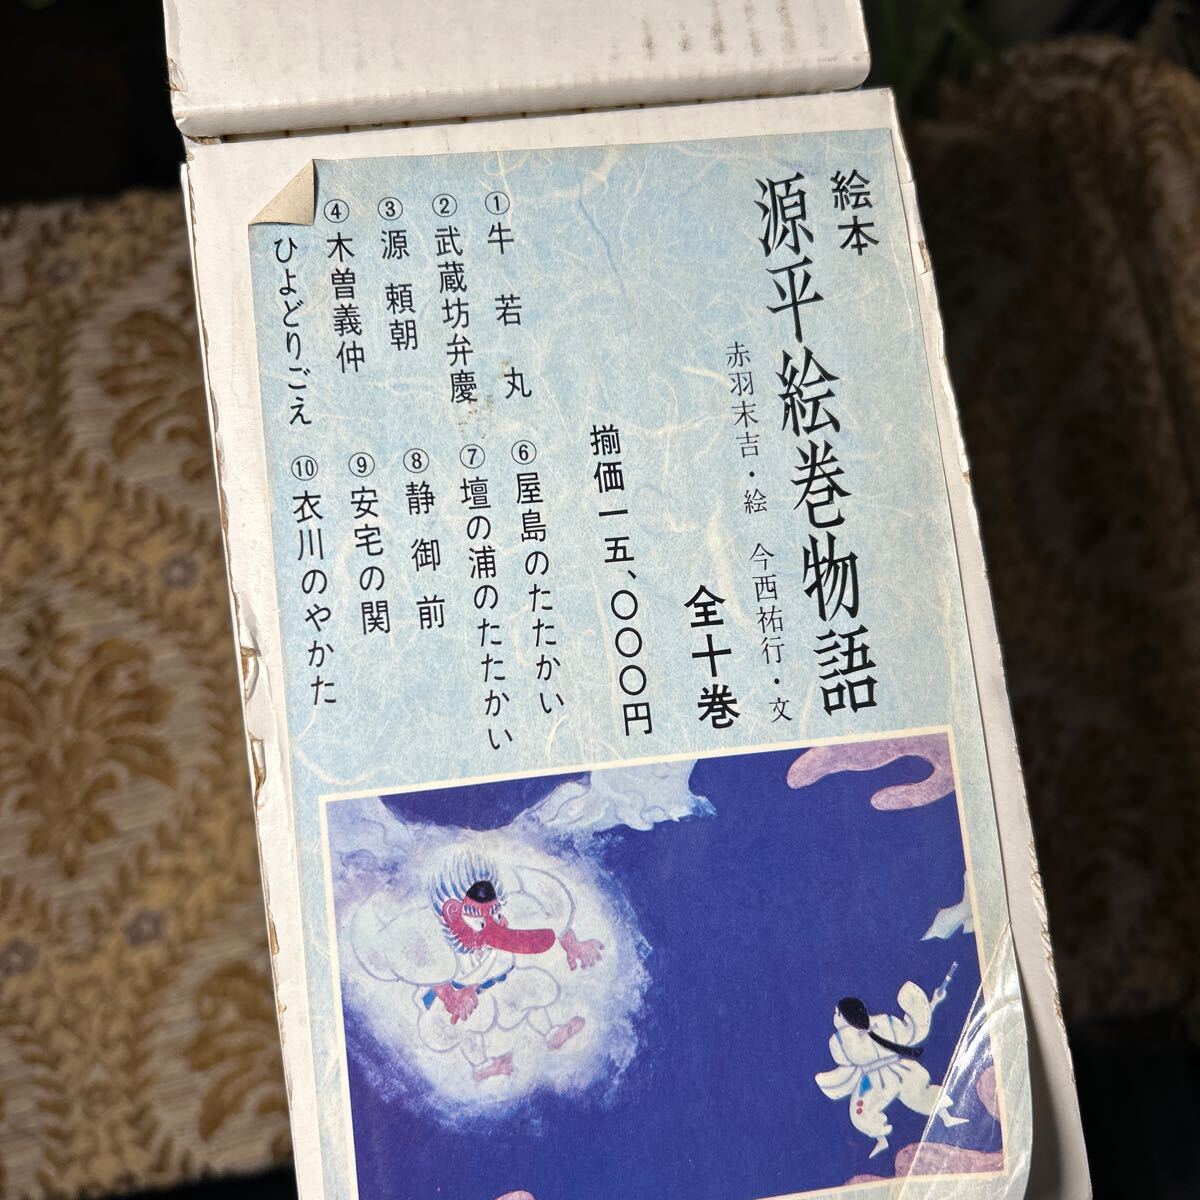 絵本
源平絵巻物語
赤羽末吉・絵 今西祐行・文
全十巻
揃価一五、〇〇〇円
①牛若丸
②武蔵坊弁慶
③源頼朝
④木曽義仲
ひよどりごえ
⑥屋島のたたかい
⑦壇の浦のたたかい
⑧静御前
⑨安宅の関
⑩衣川のやかた